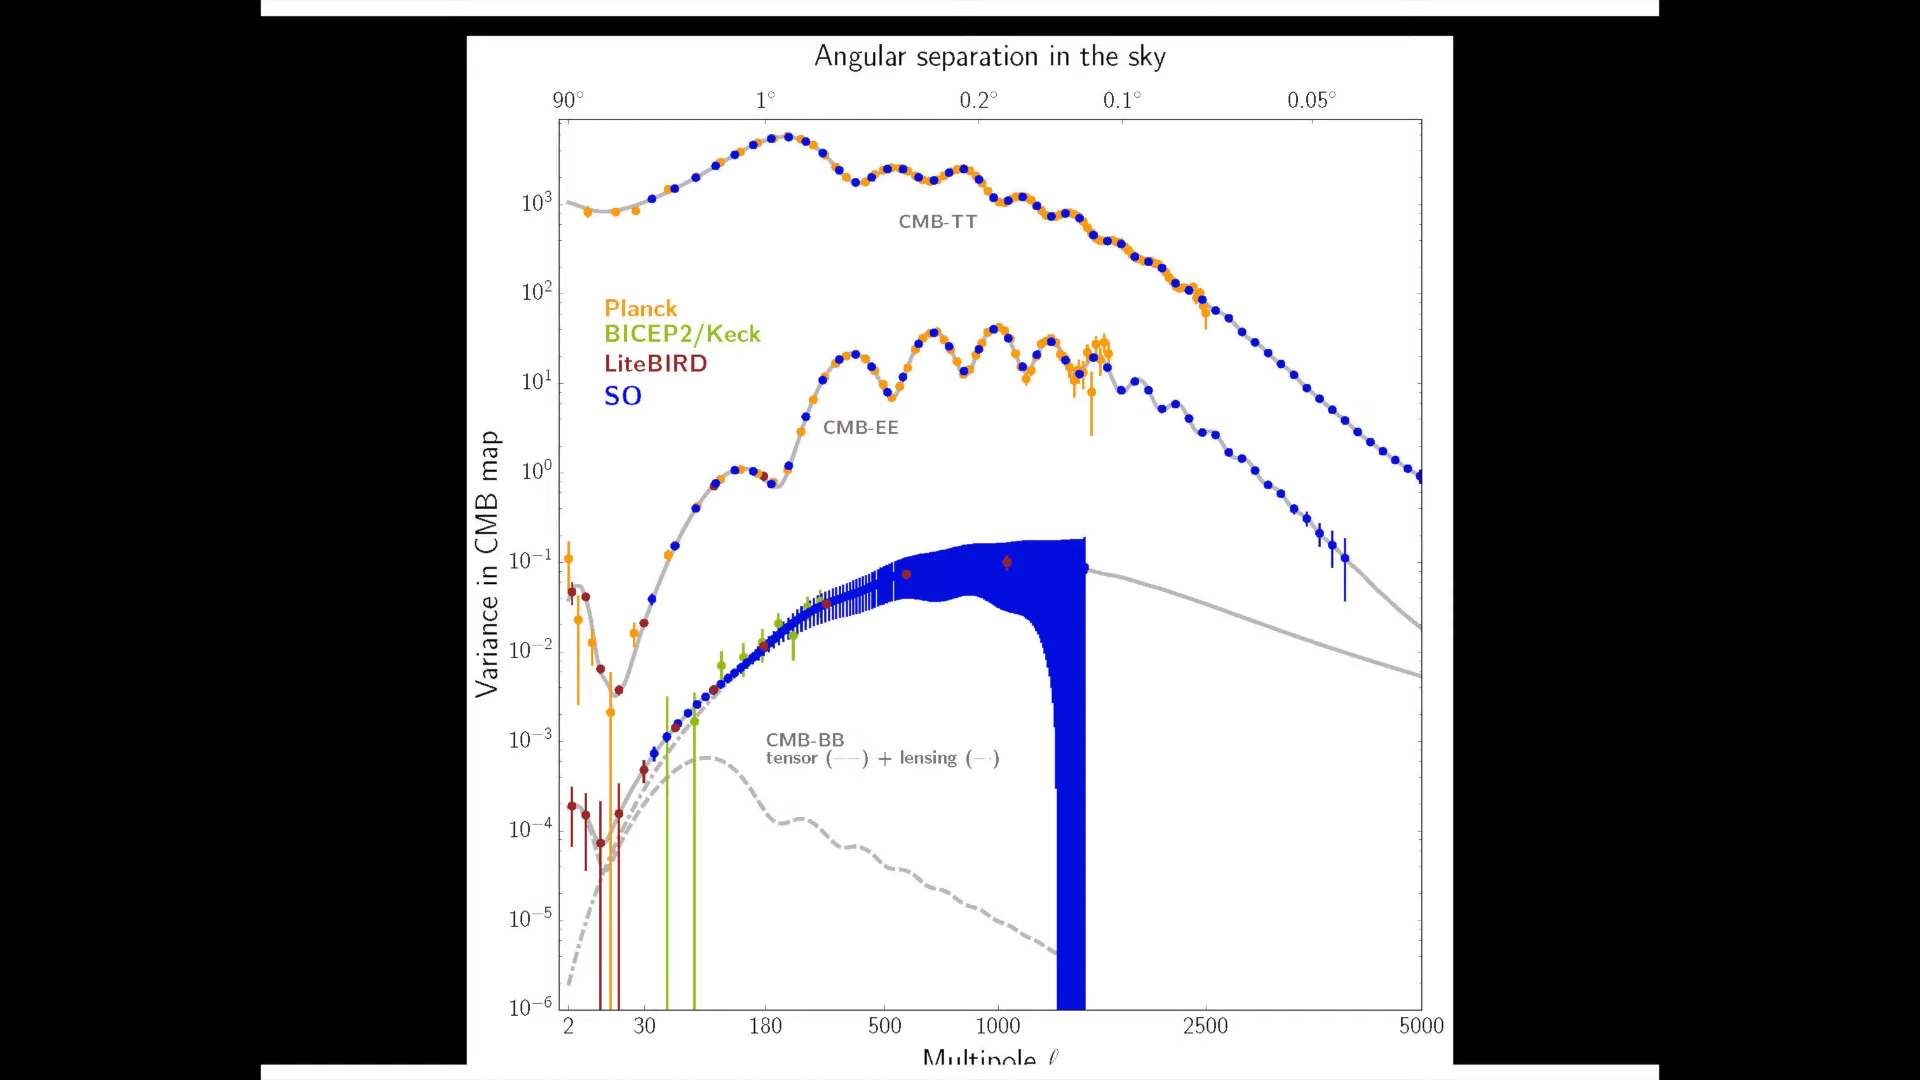 Angular separation in the sky
90° 1° 0.2° 0.1° 0.05°
10³
CMB-TT
10²
Planck
BICEP2/Keck
LiteBIRD
10¹
SO
CMB-EE
10⁰
Variance in CMB map
10⁻¹
10⁻²
10⁻³
CMB-BB
tensor (−−) + lensing (−·)
10⁻⁴
10⁻⁵
10⁻⁶
2 30 180 500 1000 2500 5000
Multipole ℓ